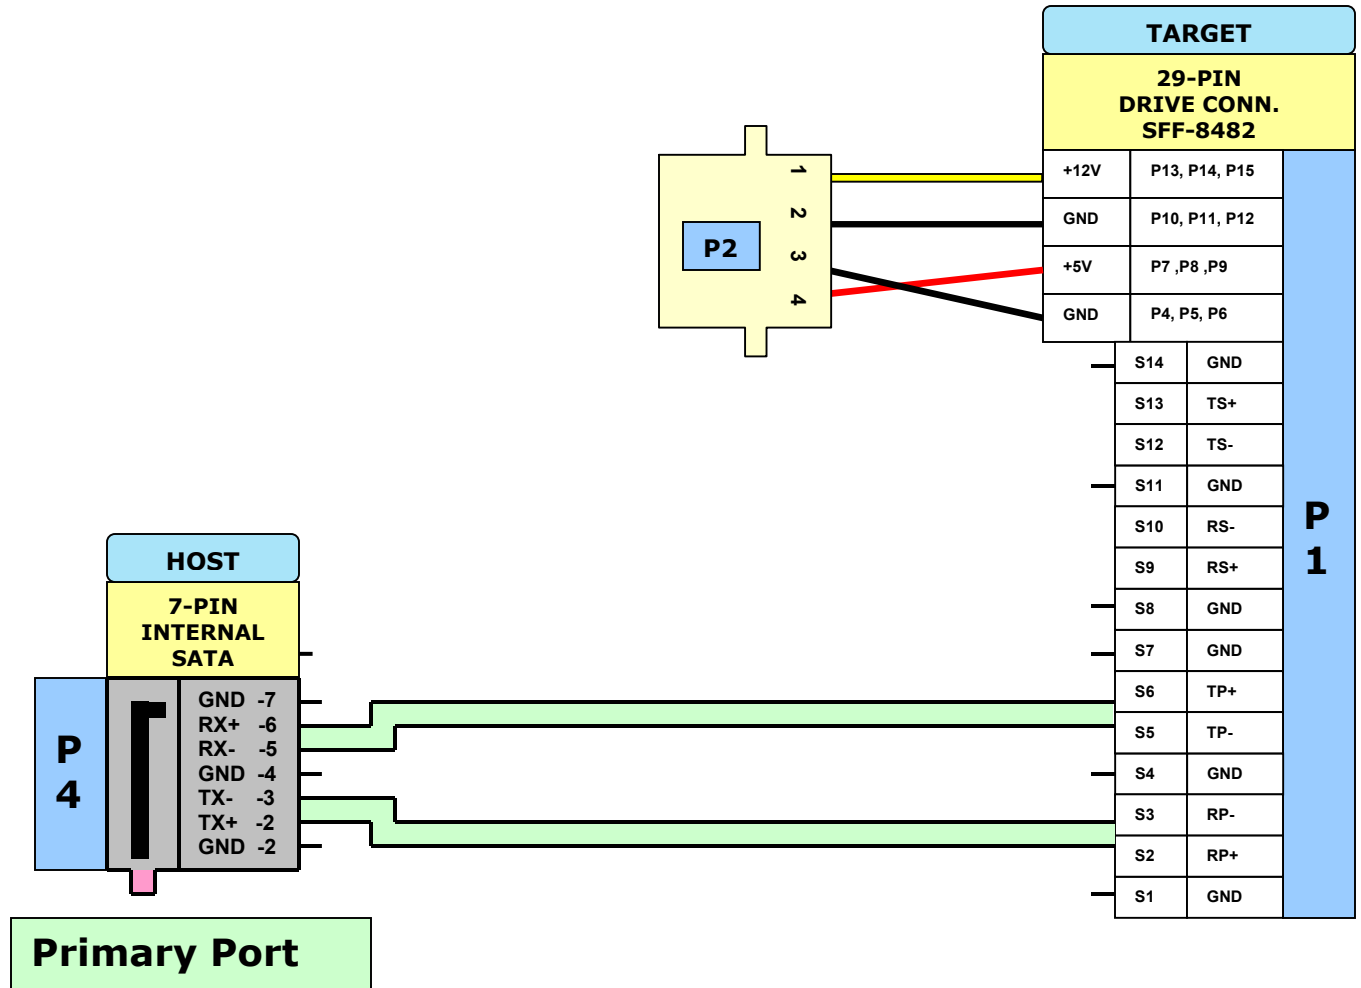 TARGET
29-PIN
DRIVE CONN.
SFF-8482
+12V P13, P14, P15
GND P10, P11, P12
+5V P7 ,P8 ,P9
GND P4, P5, P6
1
2
3
4
P2
S14 GND
S13 TS+
S12 TS-
S11 GND
S10 RS-
S9 RS+
S8 GND
S7 GND
S6 TP+
S5 TP-
S4 GND
S3 RP-
S2 RP+
S1 GND
P
1
HOST
7-PIN
INTERNAL
SATA
GND -7
RX+ -6
RX- -5
GND -4
TX- -3
TX+ -2
GND -2
P
4
Primary Port